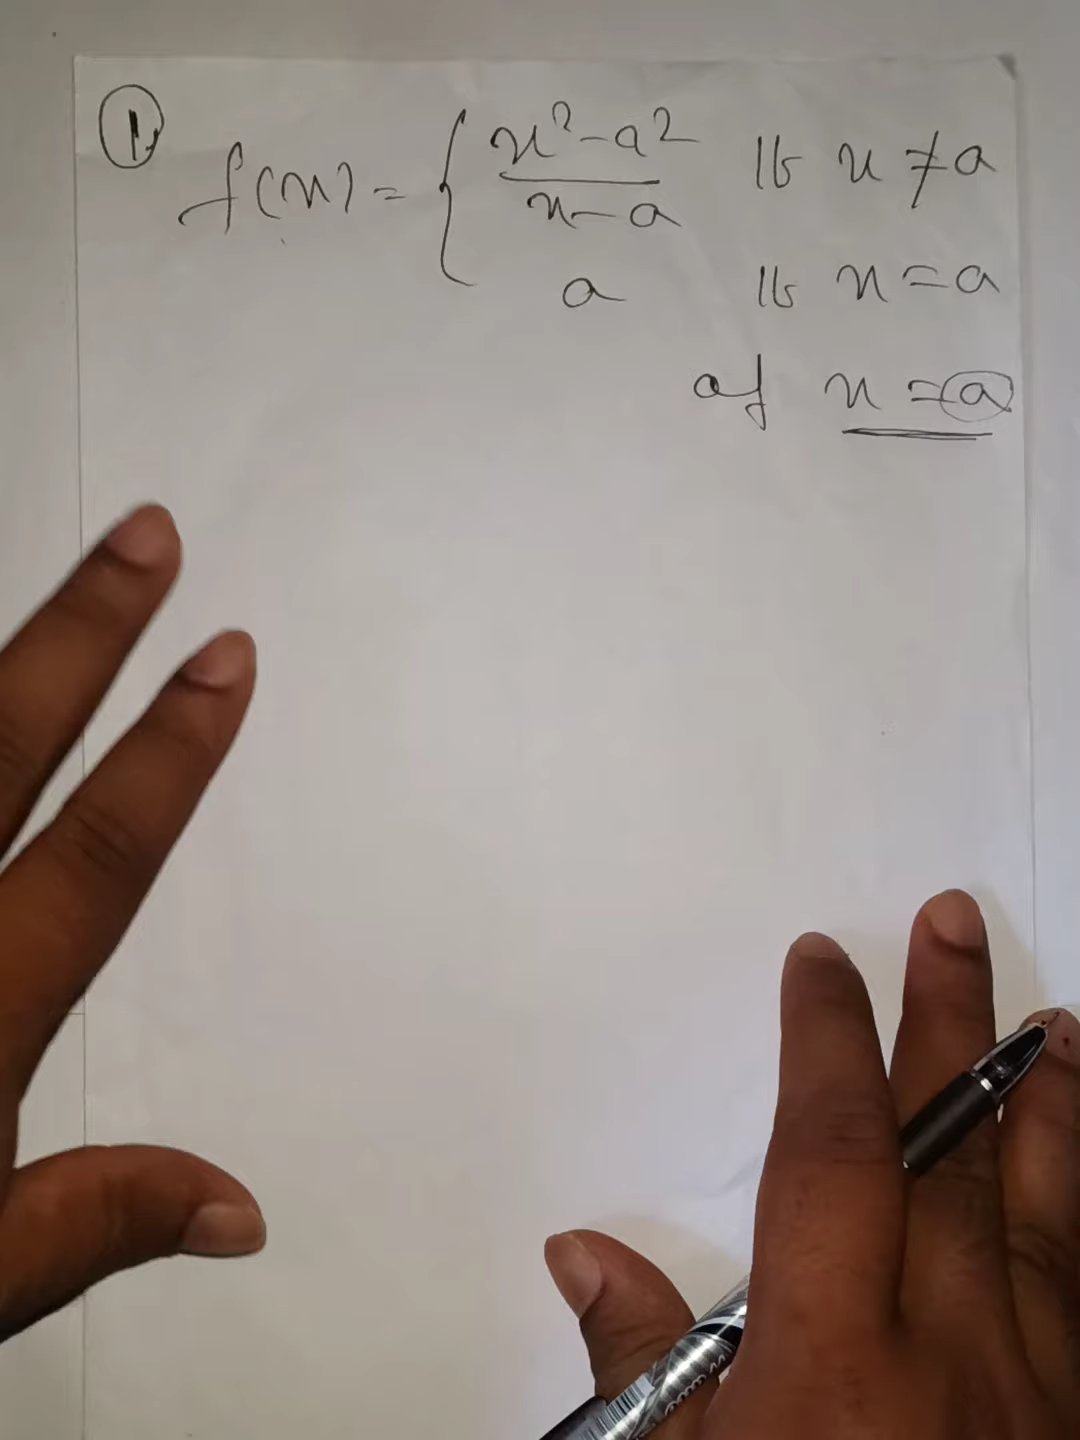 1.
f(x) = { x²-a² / x-a if x ≠ a
a if x = a
at x = a